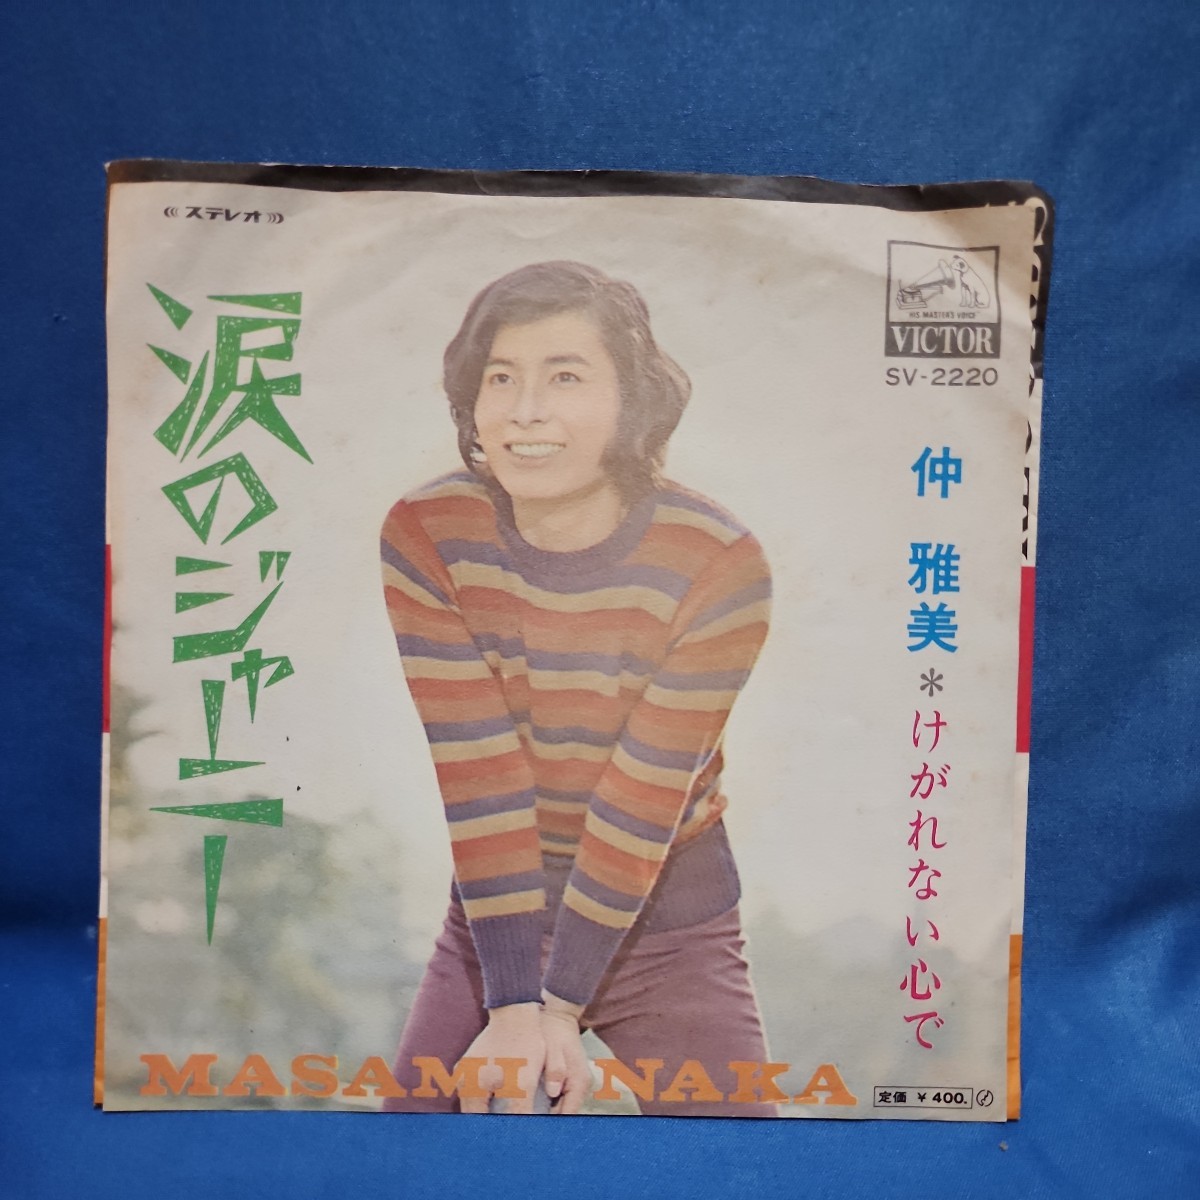 (((ステレオ)))
HIS MASTER'S VOICE
VICTOR
SV-2220
涙のジャーニー
仲雅美*けがれない心で
MASAMI NAKA
定価 ¥400.